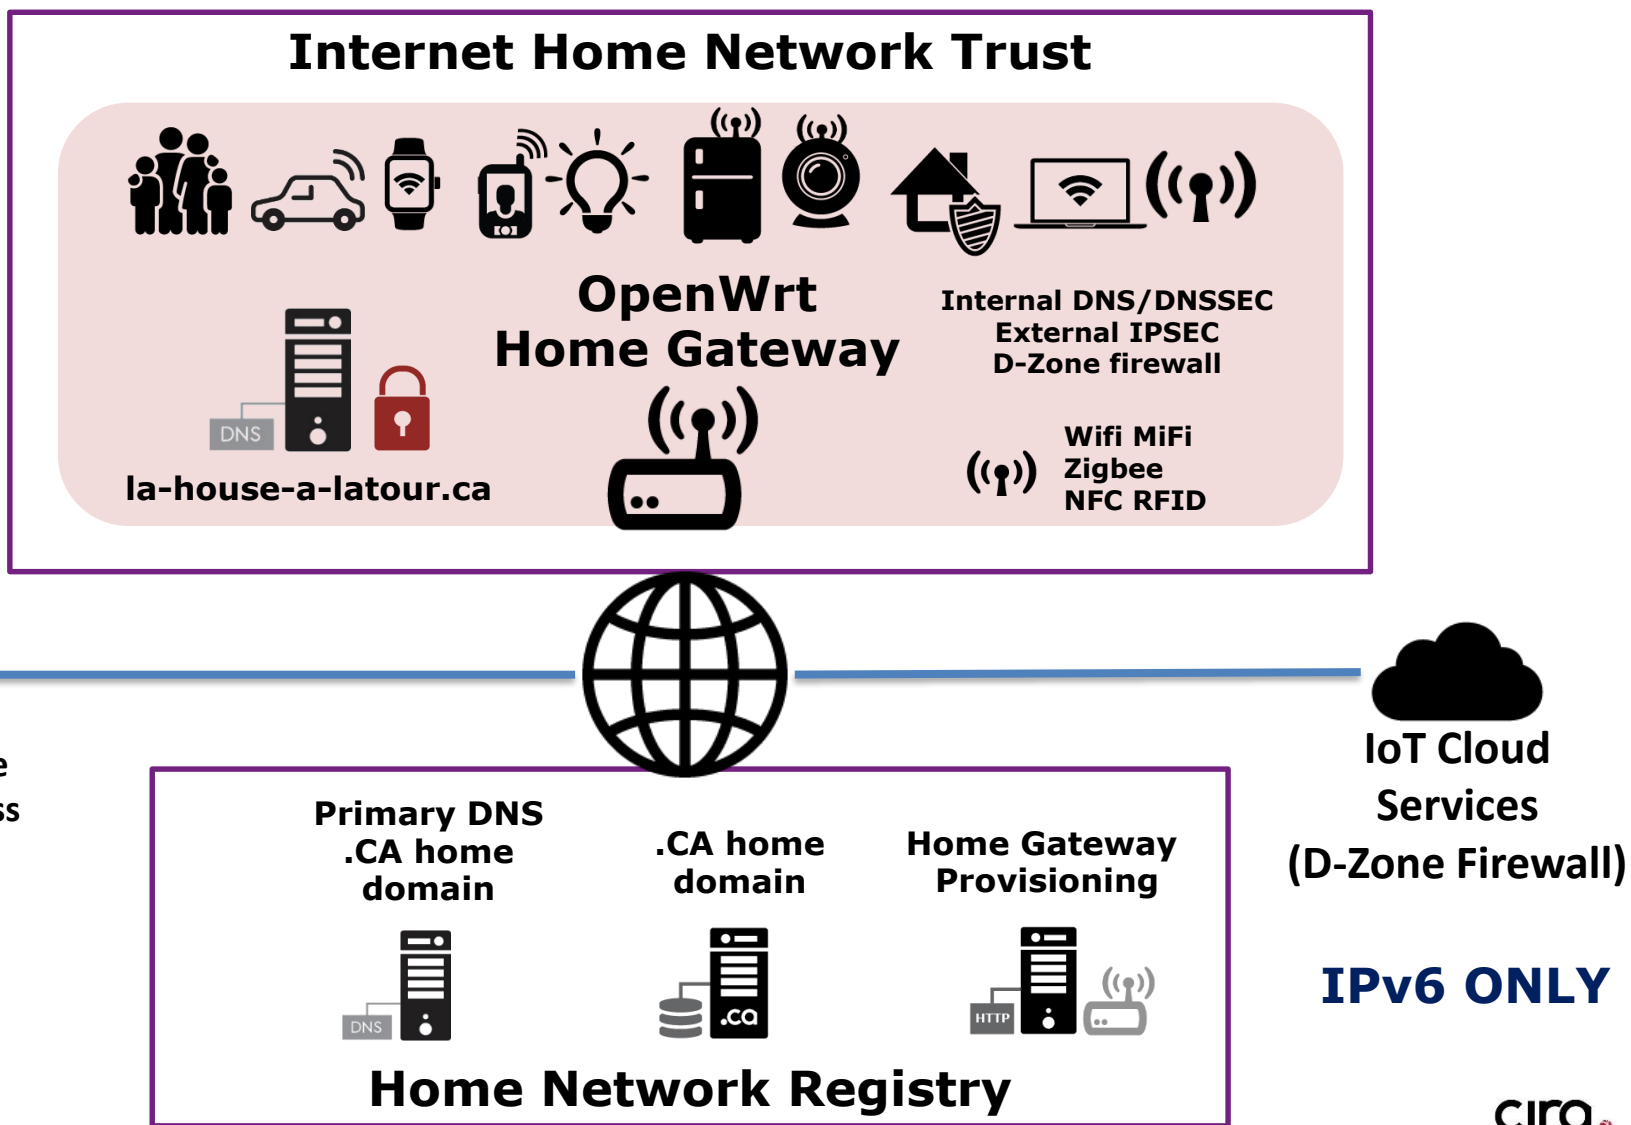 Internet Home Network Trust
OpenWrt
Home Gateway
Internal DNS/DNSSEC
External IPSEC
D-Zone firewall
DNS
la-house-a-latour.ca
Wifi MiFi
Zigbee
NFC RFID
IoT Cloud
Services
(D-Zone Firewall)
Primary DNS
.CA home
domain
DNS
.CA home
domain
.ca
Home Gateway
Provisioning
HTTP
Home Network Registry
IPv6 ONLY
cira